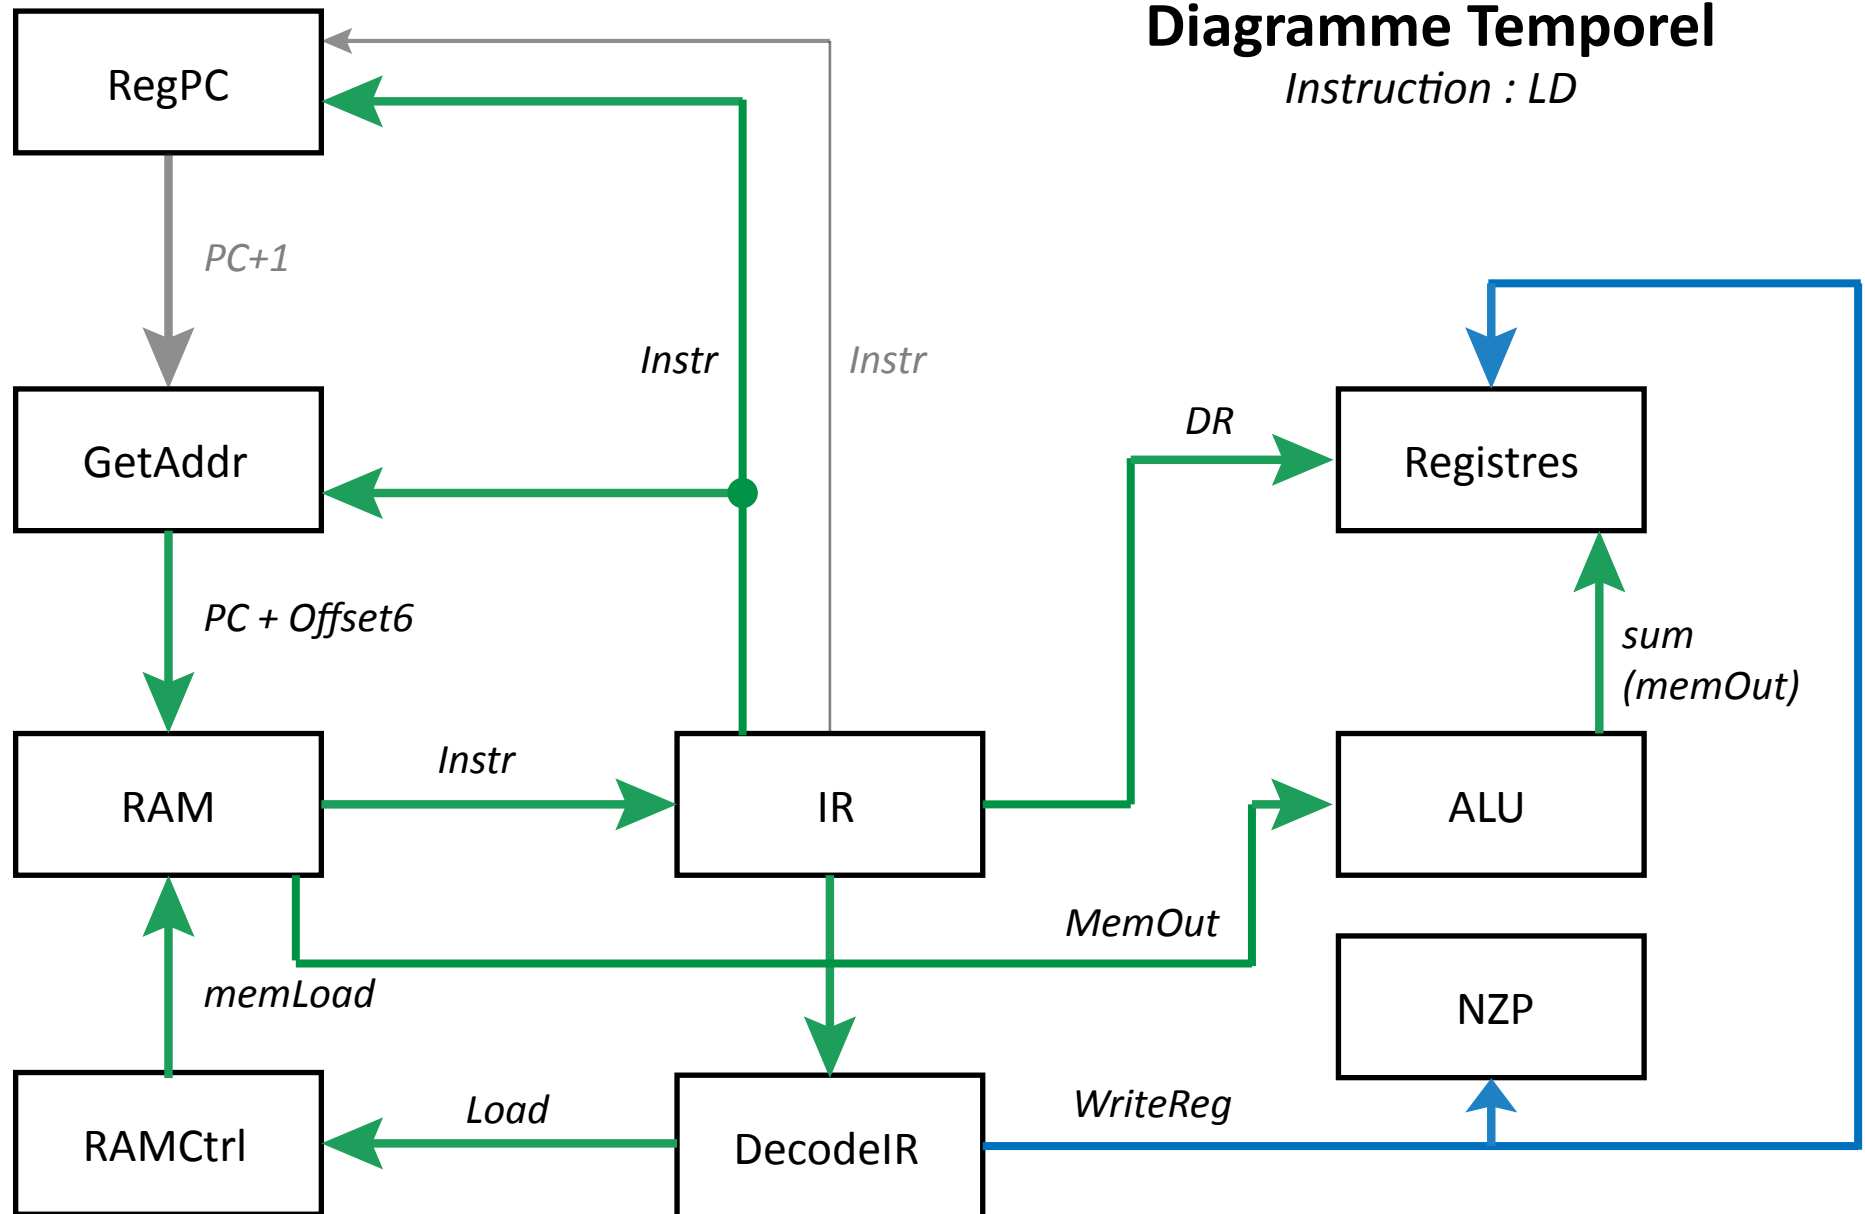 Diagramme Temporel
Instruction : LD
RegPC
PC+1
Instr
Instr
DR
GetAddr
Registres
PC + Offset6
sum
(memOut)
Instr
RAM
IR
ALU
MemOut
memLoad
NZP
Load
WriteReg
RAMCtrl
DecodeIR